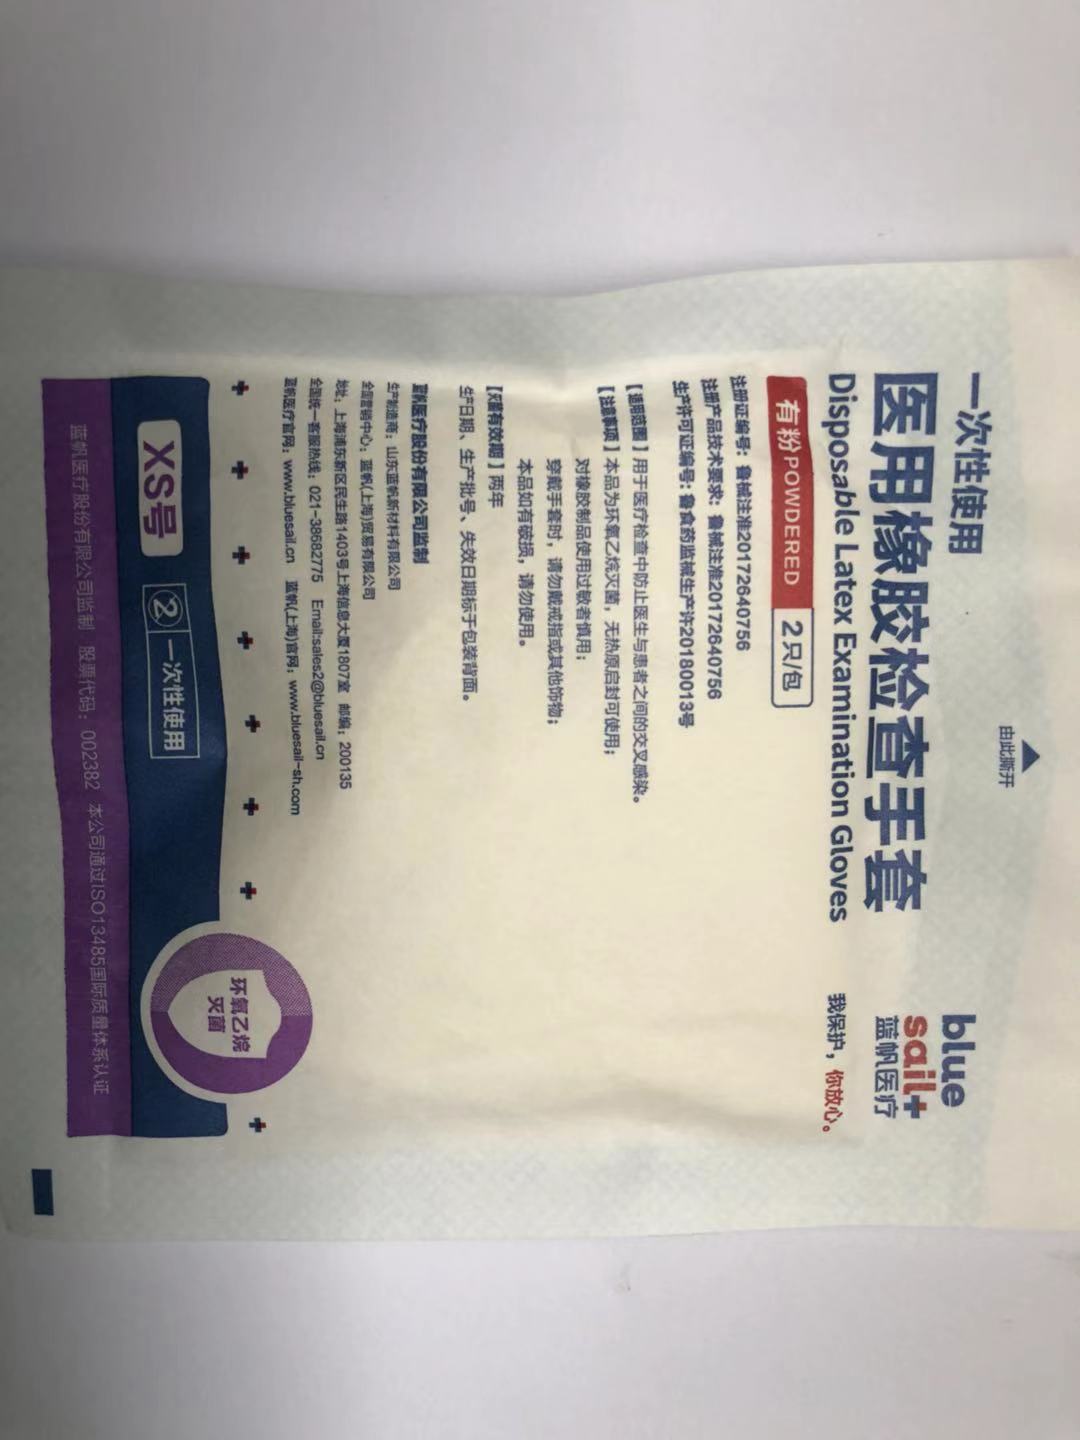 由此撕开
一次性使用
医用橡胶检查手套
Disposable Latex Examination Gloves
blue
sail+
蓝帆医疗
我保护，你放心。
有粉POWDERED 2只/包
注册证编号：鲁械注准20172640756
注册产品技术要求：鲁械注准20172640756
生产许可证编号：鲁食药监械生产许20180013号
【适用范围】用于医疗检查中防止医生与患者之间的交叉感染。
【注意事项】本品为环氧乙烷灭菌，无热原启封可使用；
对橡胶制品使用过敏者慎用；
穿戴手套时，请勿戴戒指或其他饰物；
本品如有破损，请勿使用。
【灭菌有效期】两年
生产日期、生产批号、失效日期标于包装背面。
蓝帆医疗股份有限公司监制
生产制造商：山东蓝帆新材料有限公司
全国营销中心：蓝帆(上海)贸易有限公司
地址：上海浦东新区民生路1403号上海信息大厦1807室 邮编：200135
全国统一客服热线：021-38682775 Email:sales2@bluesail.cn
蓝帆医疗官网：www.bluesail.cn 蓝帆(上海)官网：www.bluesail-sh.com
环氧乙烷
灭菌
XS号
② 一次性使用
蓝帆医疗股份有限公司监制 股票代码：002382 本公司通过ISO13485国际质量体系认证